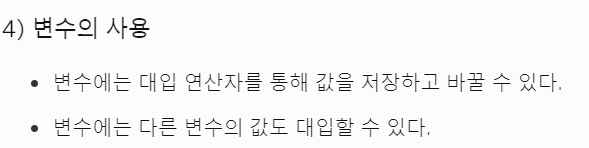 4) 변수의 사용
• 변수에는 대입 연산자를 통해 값을 저장하고 바꿀 수 있다.
• 변수에는 다른 변수의 값도 대입할 수 있다.